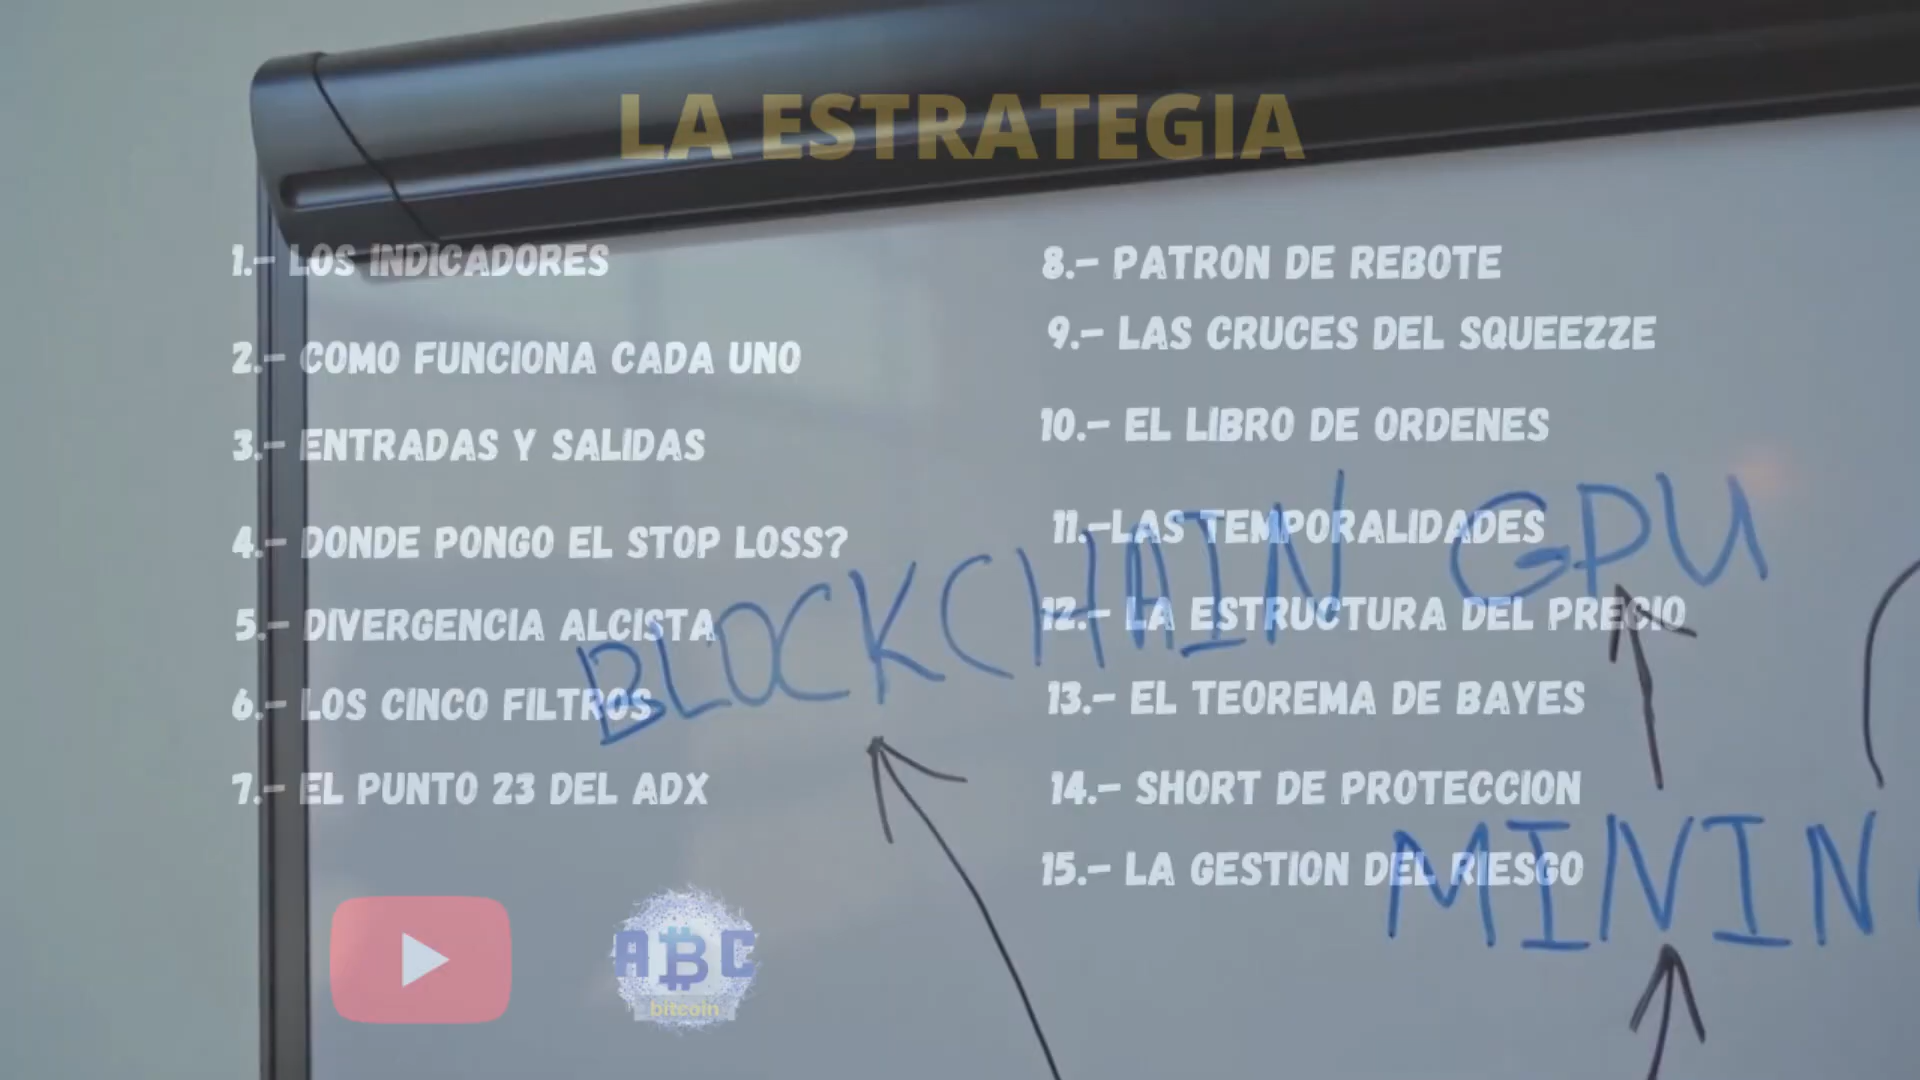 LA ESTRATEGIA
1.- LOS INDICADORES
2.- COMO FUNCIONA CADA UNO
3.- ENTRADAS Y SALIDAS
4.- DONDE PONGO EL STOP LOSS?
5.- DIVERGENCIA ALCISTA
6.- LOS CINCO FILTROS
7.- EL PUNTO 23 DEL ADX
8.- PATRON DE REBOTE
9.- LAS CRUCES DEL SQUEEZZE
10.- EL LIBRO DE ORDENES
11.-LAS TEMPORALIDADES
12.- LA ESTRUCTURA DEL PRECIO
13.- EL TEOREMA DE BAYES
14.- SHORT DE PROTECCION
15.- LA GESTION DEL RIESGO
BLOCKCHAIN GPU
MININ
ABC
bitcoin